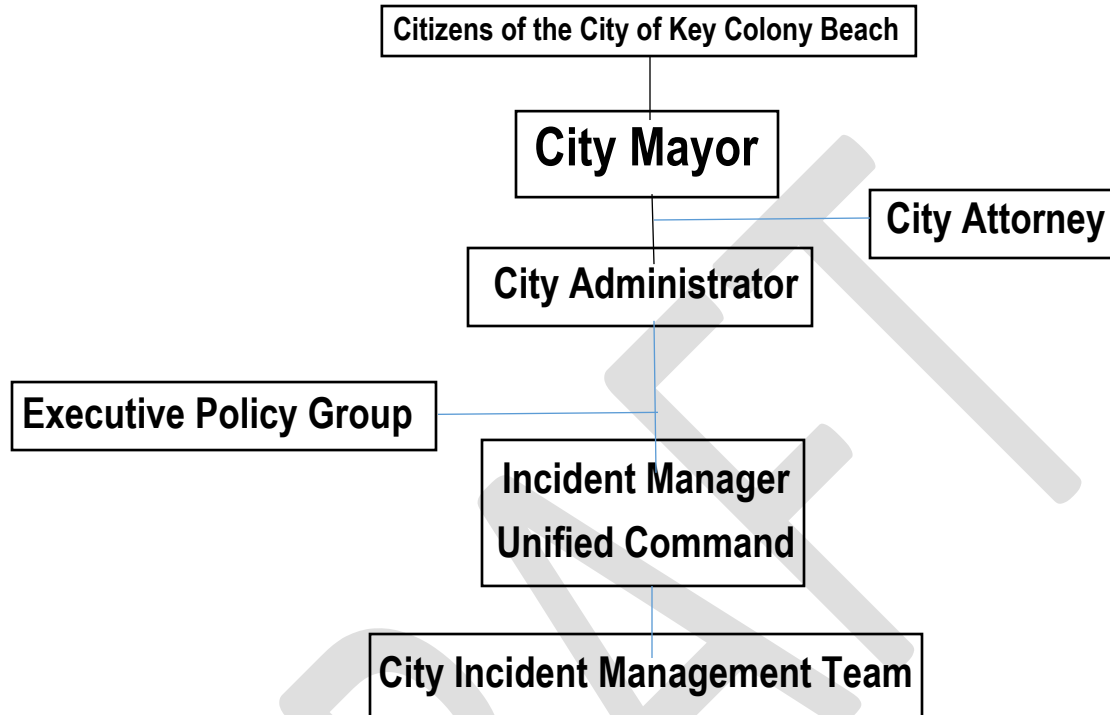 Citizens of the City of Key Colony Beach
City Mayor
City Attorney
City Administrator
Executive Policy Group
Incident Manager
Unified Command
City Incident Management Team
DRAFT